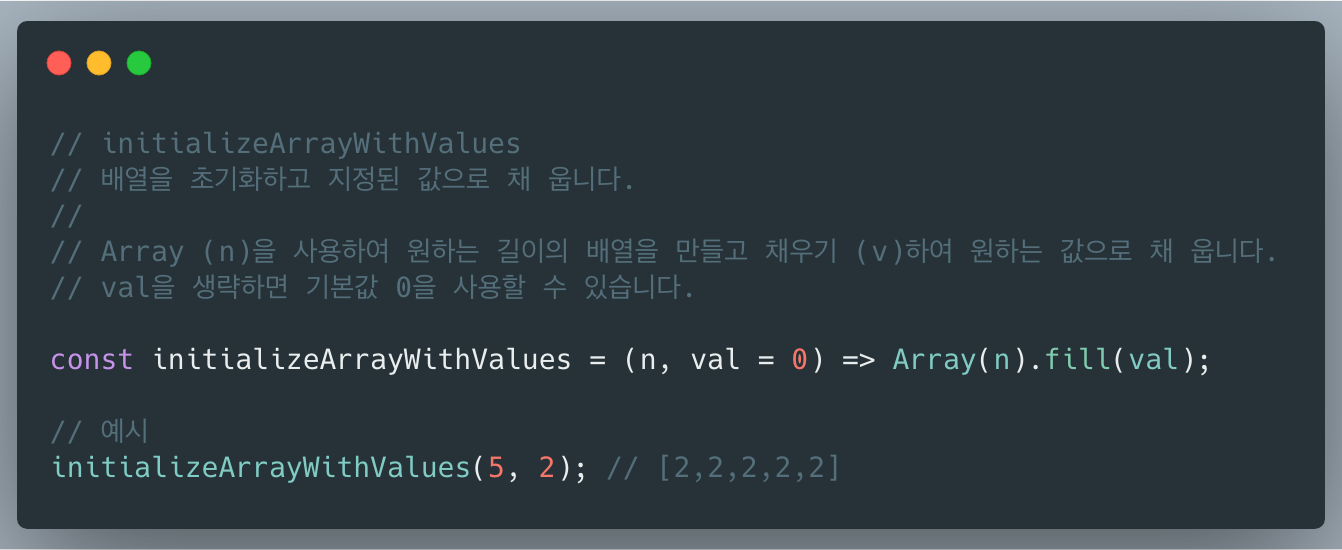 // initializeArrayWithValues
// 배열을 초기화하고 지정된 값으로 채 웁니다.
//
// Array (n)을 사용하여 원하는 길이의 배열을 만들고 채우기 (v)하여 원하는 값으로 채 웁니다.
// val을 생략하면 기본값 0을 사용할 수 있습니다.
const initializeArrayWithValues = (n, val = 0) => Array(n).fill(val);
// 예시
initializeArrayWithValues(5, 2); // [2,2,2,2,2]